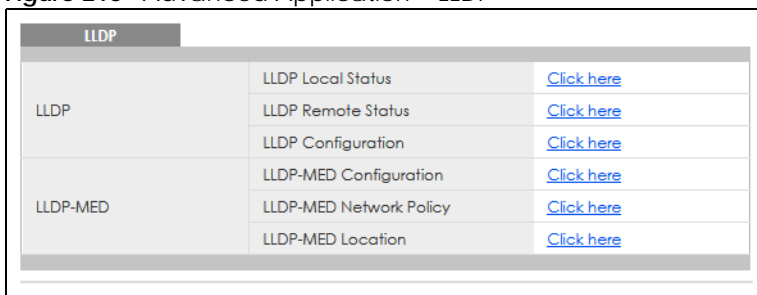 LLDP
LLDP LLDP Local Status Click here
LLDP Remote Status Click here
LLDP Configuration Click here
LLDP-MED LLDP-MED Configuration Click here
LLDP-MED Network Policy Click here
LLDP-MED Location Click here